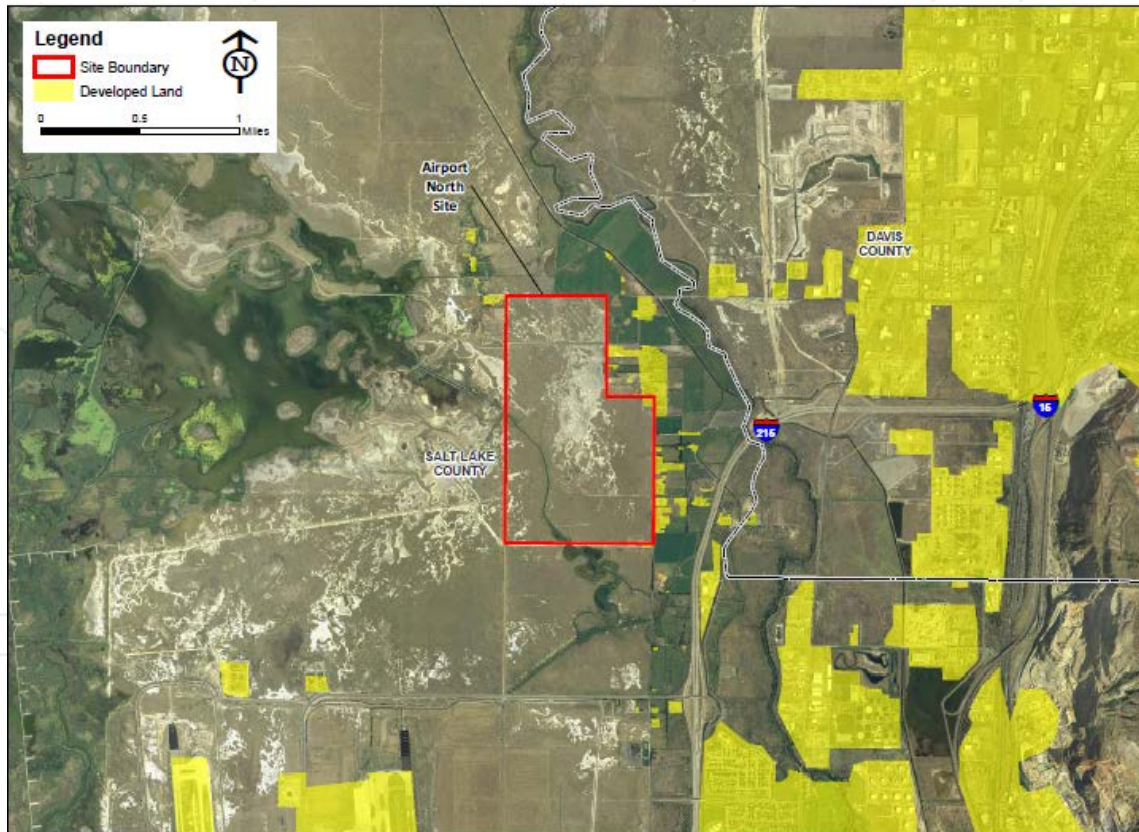 Legend
Site Boundary
Developed Land
N
0 0.5 1
Miles
Airport
North
Site
DAVIS
COUNTY
15
215
SALT LAKE
COUNTY